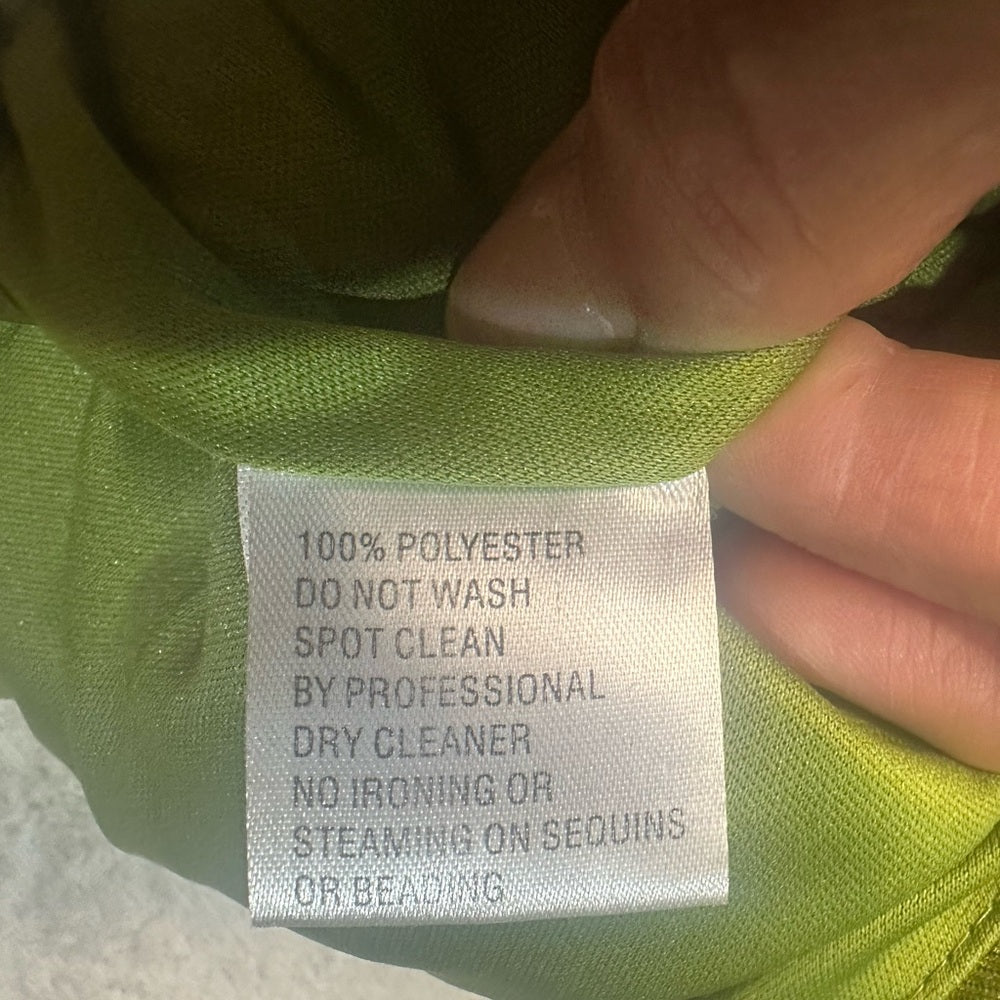 100% POLYESTER
DO NOT WASH
SPOT CLEAN
BY PROFESSIONAL
DRY CLEANER
NO IRONING OR
STEAMING ON SEQUINS
OR BEADING